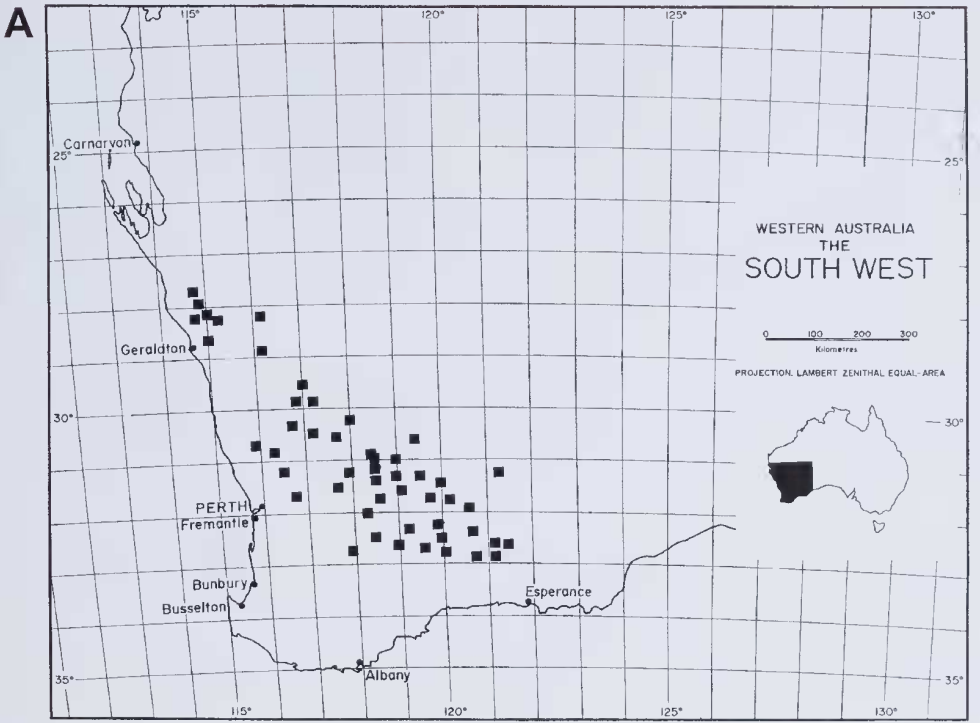 A
115° 120° 125° 130°
Carnarvon
25° 25°
WESTERN AUSTRALIA
THE
SOUTH WEST
0 100 200 300
Kilometres
Geraldton
PROJECTION. LAMBERT ZENITHAL EQUAL-AREA
30° 30°
PERTH
Fremantle
Bunbury
Esperance
Busselton
Albany
35° 35°
115° 120° 125° 130°